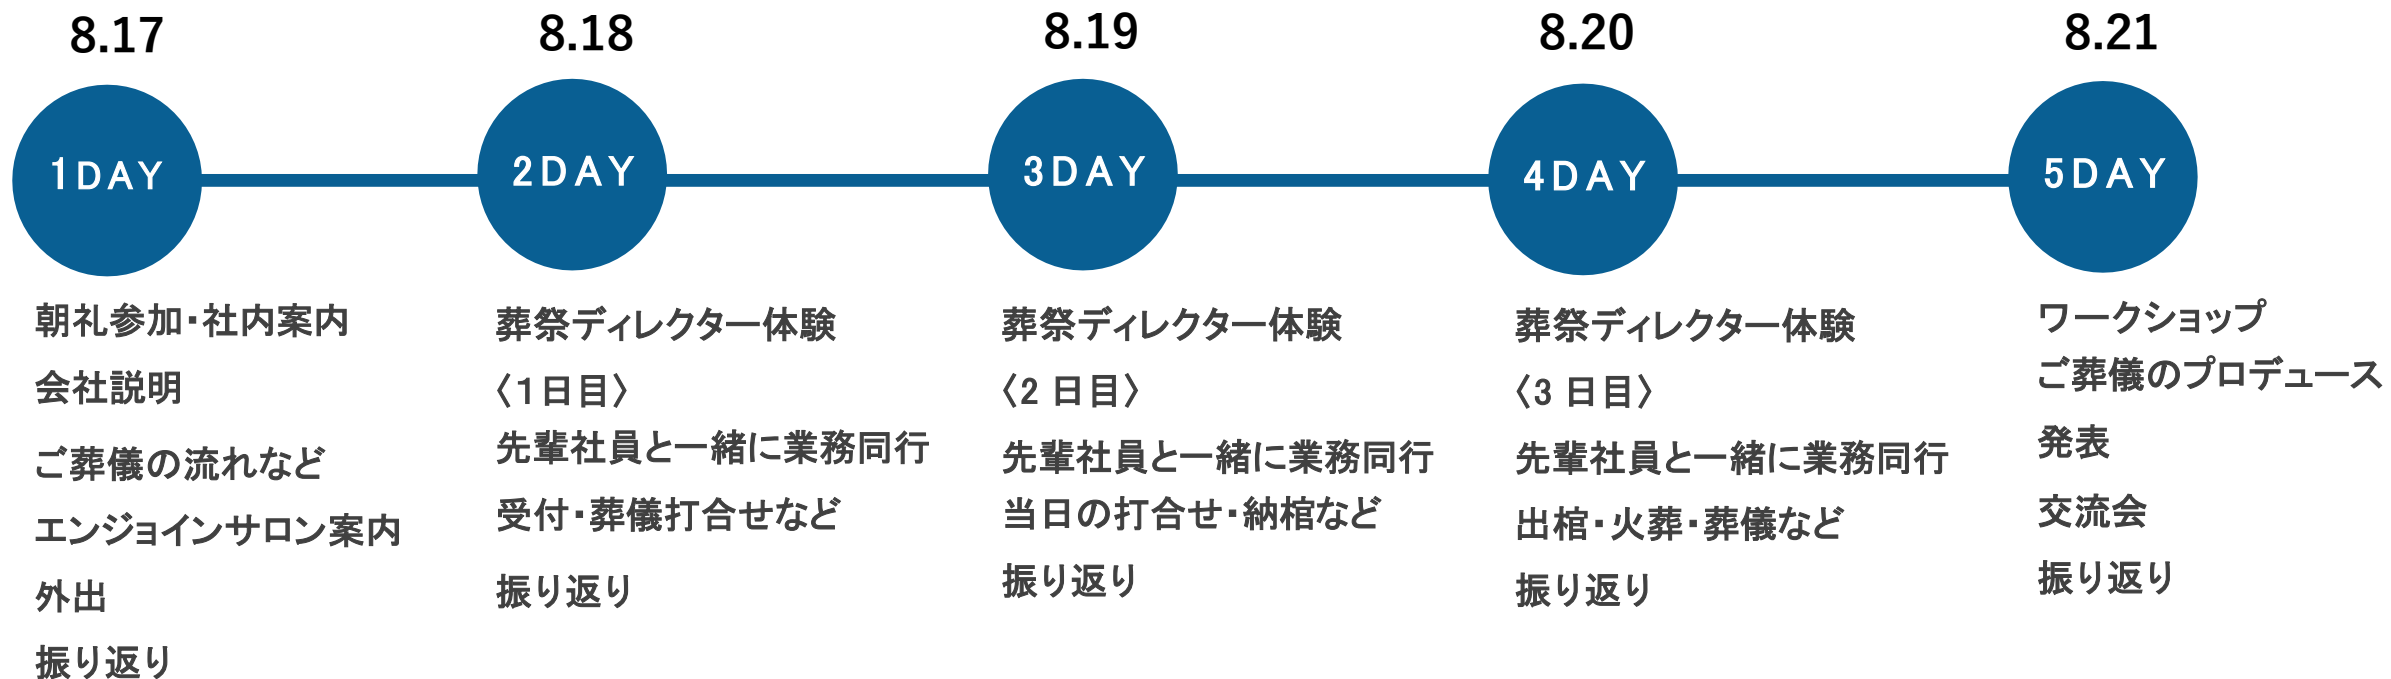 8.17
1DAY
朝礼参加・社内案内
会社説明
ご葬儀の流れなど
エンジョインサロン案内
外出
振り返り
8.18
2DAY
葬祭ディレクター体験
〈1日目〉
先輩社員と一緒に業務同行
受付・葬儀打合せなど
振り返り
8.19
3DAY
葬祭ディレクター体験
〈2 日目〉
先輩社員と一緒に業務同行
当日の打合せ・納棺など
振り返り
8.20
4DAY
葬祭ディレクター体験
〈3 日目〉
先輩社員と一緒に業務同行
出棺・火葬・葬儀など
振り返り
8.21
5DAY
ワークショップ
ご葬儀のプロデュース
発表
交流会
振り返り